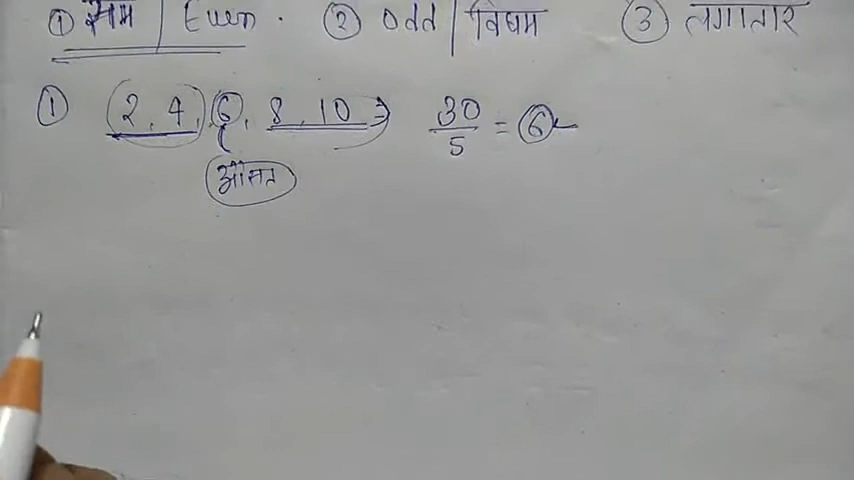 ① सम / Even. ② Odd / विषम ③ लगातार
① 2, 4, 6, 8, 10 ⇒ 30/5 = 6
औसत